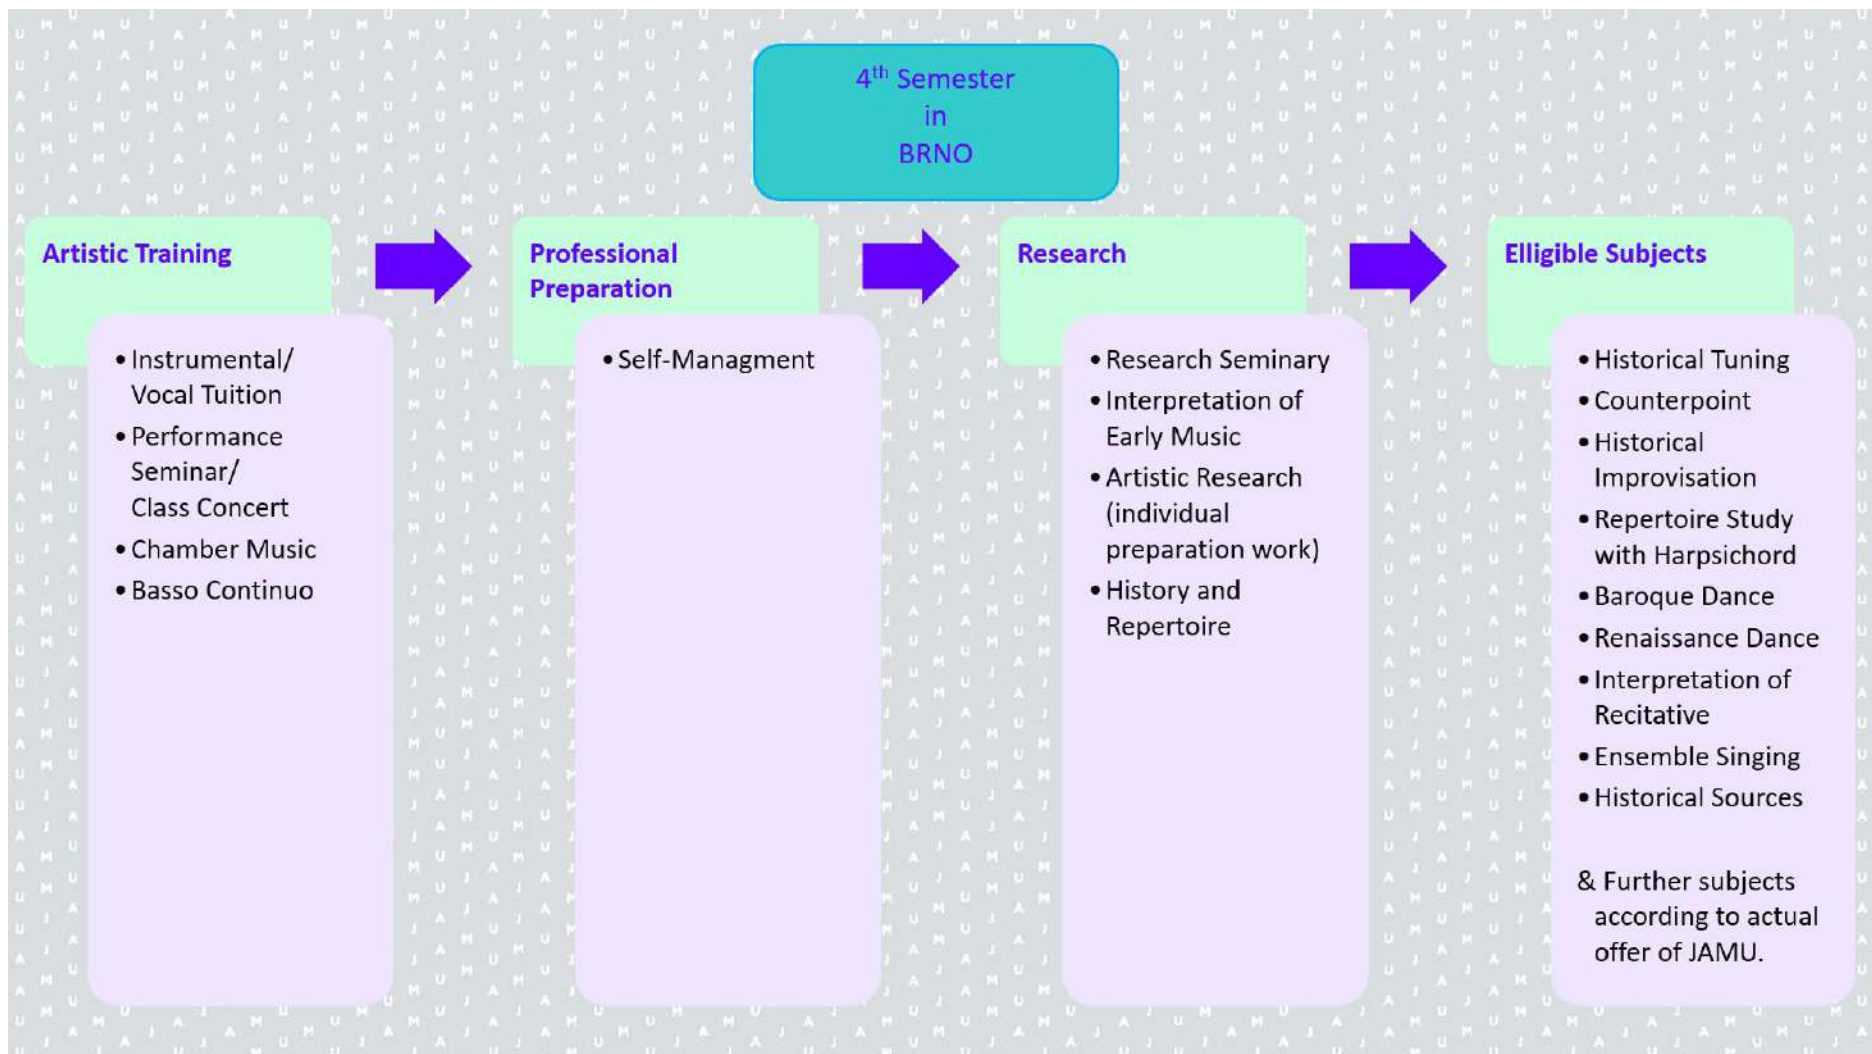 4th Semester
in
BRNO
Artistic Training
• Instrumental/
Vocal Tuition
• Performance
Seminar/
Class Concert
• Chamber Music
• Basso Continuo
Professional
Preparation
• Self-Managment
Research
• Research Seminary
• Interpretation of
Early Music
• Artistic Research
(individual
preparation work)
• History and
Repertoire
Elligible Subjects
• Historical Tuning
• Counterpoint
• Historical
Improvisation
• Repertoire Study
with Harpsichord
• Baroque Dance
• Renaissance Dance
• Interpretation of
Recitative
• Ensemble Singing
• Historical Sources
& Further subjects
according to actual
offer of JAMU.